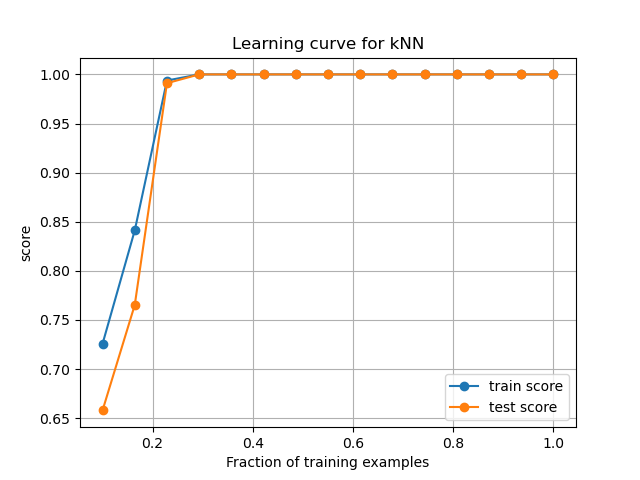 Learning curve for kNN
1.00
0.95
0.90
0.85
0.80
0.75
0.70
0.65
score
train score
test score
0.2
0.4
0.6
0.8
1.0
Fraction of training examples